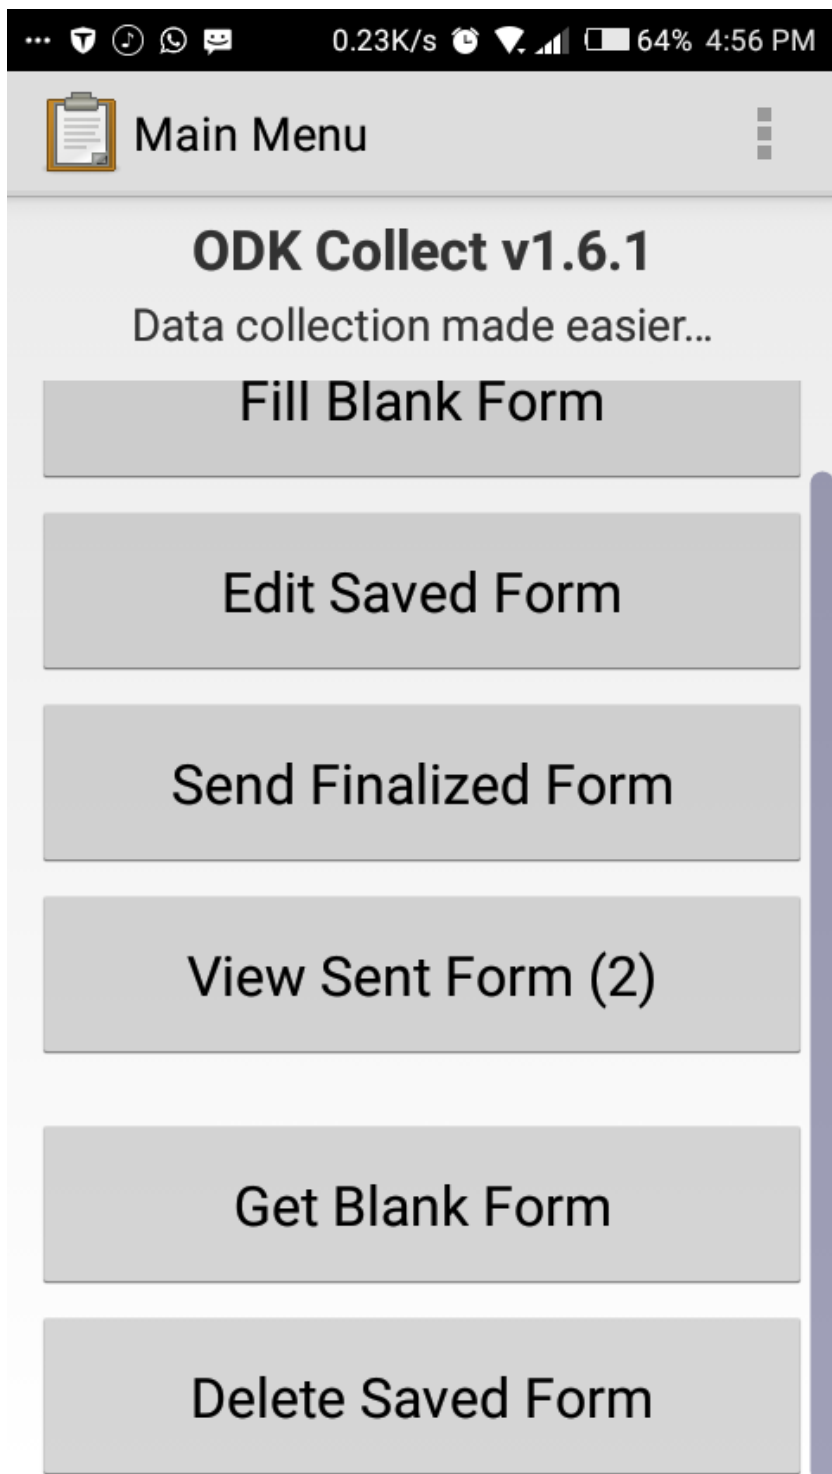 0.23K/s 64% 4:56 PM
Main Menu
ODK Collect v1.6.1
Data collection made easier...
Fill Blank Form
Edit Saved Form
Send Finalized Form
View Sent Form (2)
Get Blank Form
Delete Saved Form